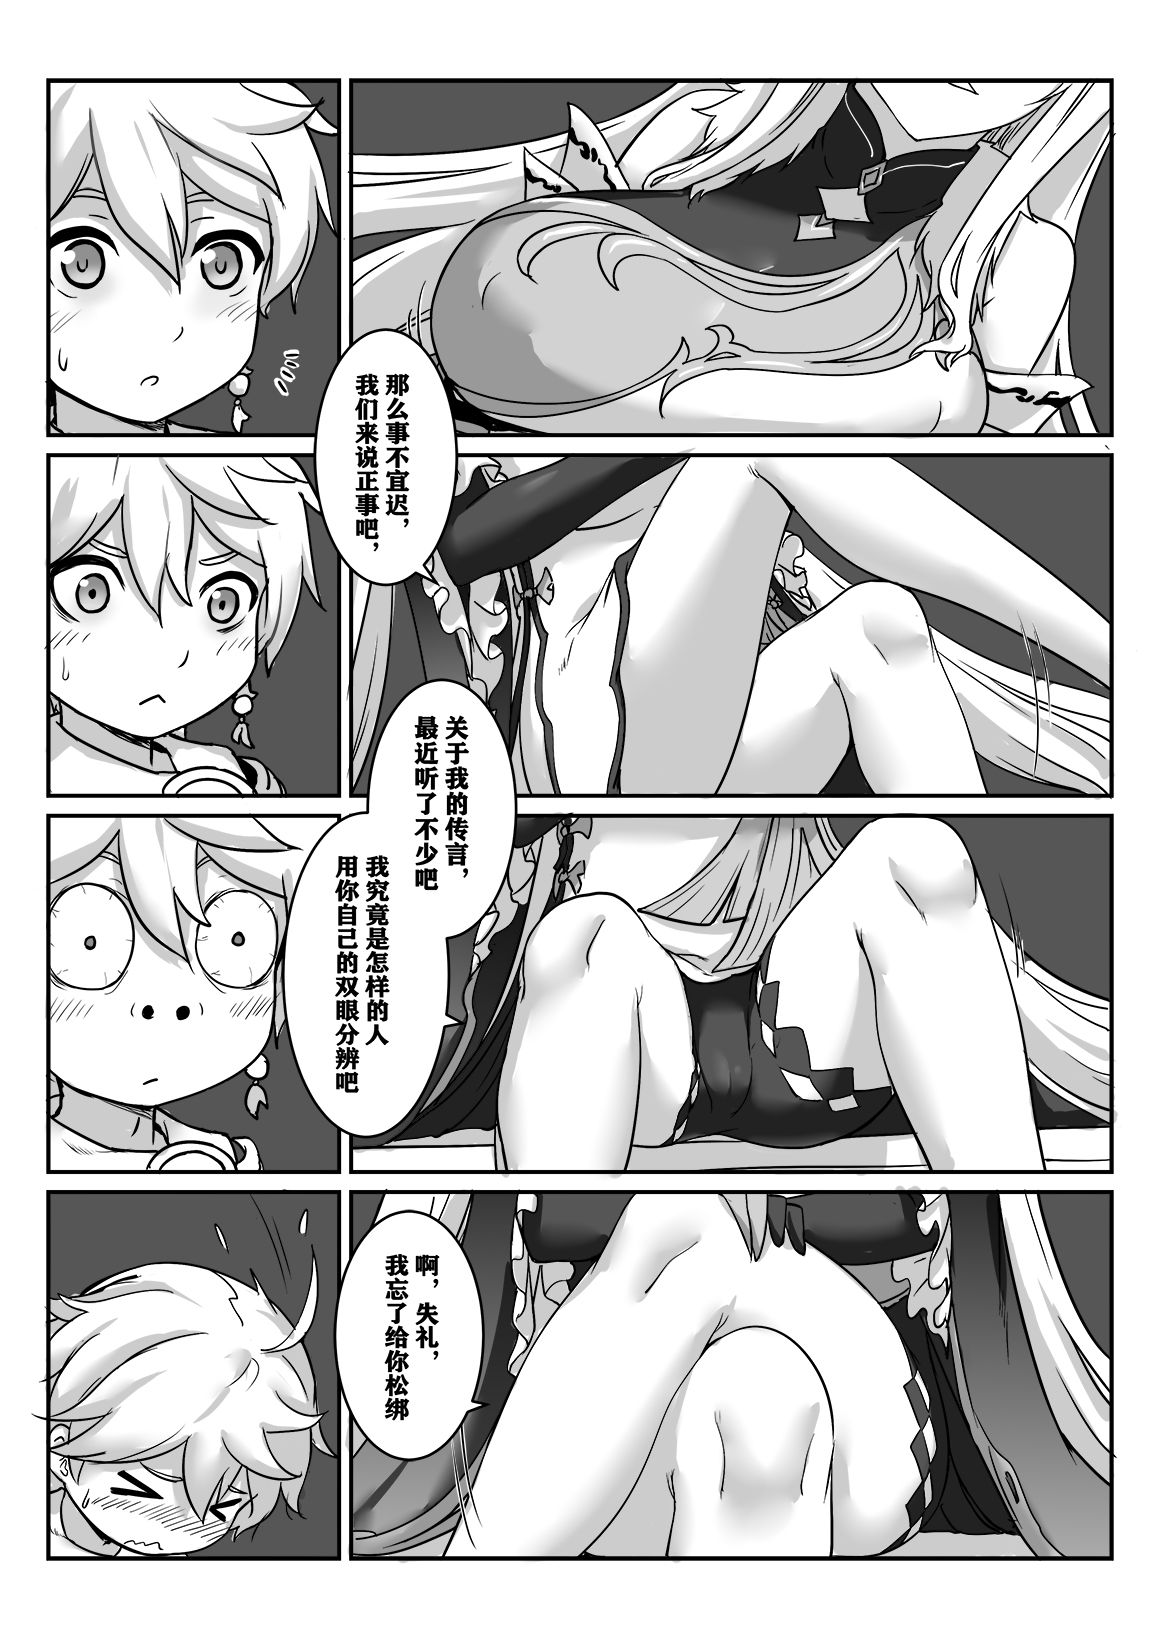 那么事不宜迟，
我们来说正事吧，
关于我的传言，
最近听了不少吧
我究竟是怎样的人
用你自己的双眼分辨吧
啊，失礼，
我忘了给你松绑